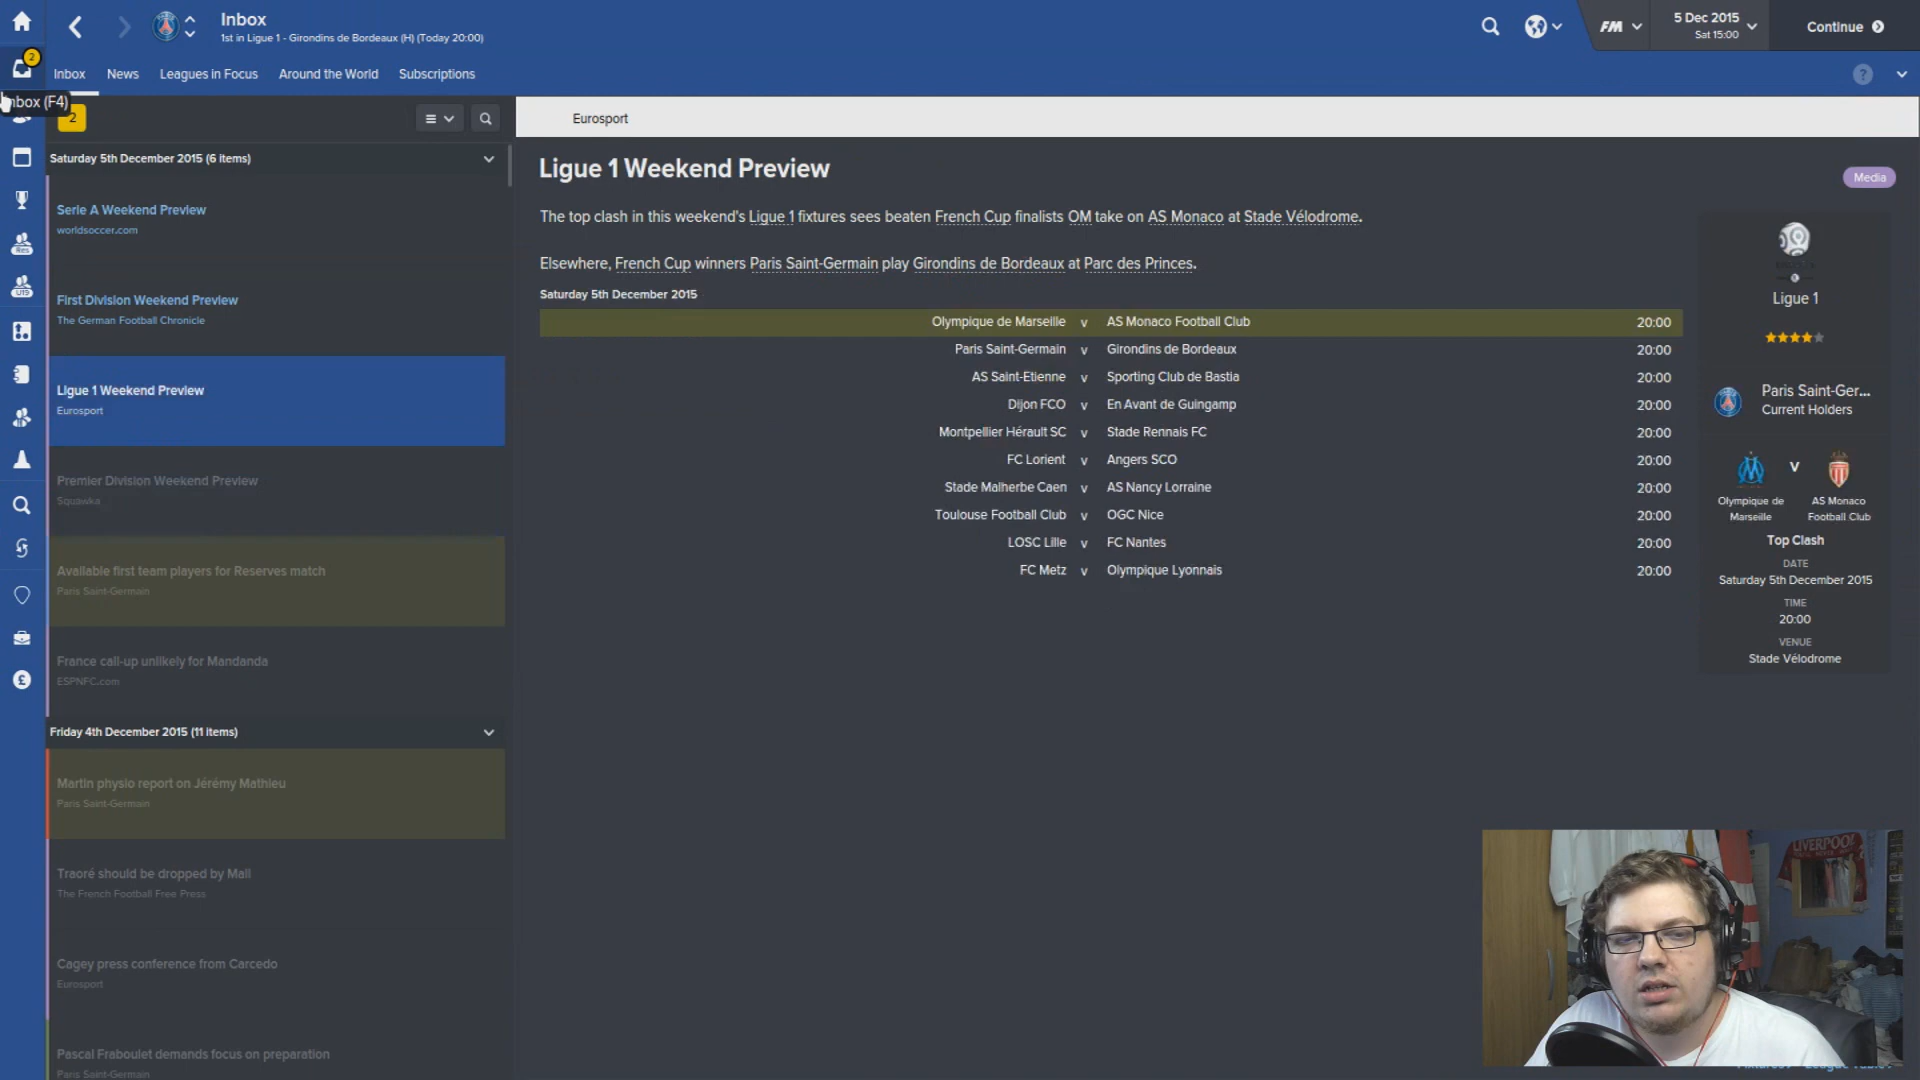 Inbox
1st in Ligue 1 - Girondins de Bordeaux (H) (Today 20:00)
FM
5 Dec 2015
Sat 15:00
Continue
2
Inbox
News
Leagues in Focus
Around the World
Subscriptions
?
Inbox (F4)
2
Eurosport
Saturday 5th December 2015 (6 items)
Serie A Weekend Preview
worldsoccer.com
First Division Weekend Preview
The German Football Chronicle
Ligue 1 Weekend Preview
Eurosport
Premier Division Weekend Preview
Squawka
Available first team players for Reserves match
Paris Saint-Germain
France call-up unlikely for Mandanda
ESPNFC.com
Friday 4th December 2015 (11 items)
Martin physio report on Jérémy Mathieu
Paris Saint-Germain
Traoré should be dropped by Mali
The French Football Free Press
Cagey press conference from Carcedo
Eurosport
Pascal Fraboulet demands focus on preparation
Paris Saint-Germain
Res
U19
£
Ligue 1 Weekend Preview
Media
The top clash in this weekend's Ligue 1 fixtures sees beaten French Cup finalists OM take on AS Monaco at Stade Vélodrome.
Elsewhere, French Cup winners Paris Saint-Germain play Girondins de Bordeaux at Parc des Princes.
Saturday 5th December 2015
Olympique de Marseille v AS Monaco Football Club 20:00
Paris Saint-Germain v Girondins de Bordeaux 20:00
AS Saint-Etienne v Sporting Club de Bastia 20:00
Dijon FCO v En Avant de Guingamp 20:00
Montpellier Hérault SC v Stade Rennais FC 20:00
FC Lorient v Angers SCO 20:00
Stade Malherbe Caen v AS Nancy Lorraine 20:00
Toulouse Football Club v OGC Nice 20:00
LOSC Lille v FC Nantes 20:00
FC Metz v Olympique Lyonnais 20:00
Ligue 1
Paris Saint-Ger...
Current Holders
V
Olympique de
Marseille
AS Monaco
Football Club
Top Clash
DATE
Saturday 5th December 2015
TIME
20:00
VENUE
Stade Vélodrome
LIVERPOOL